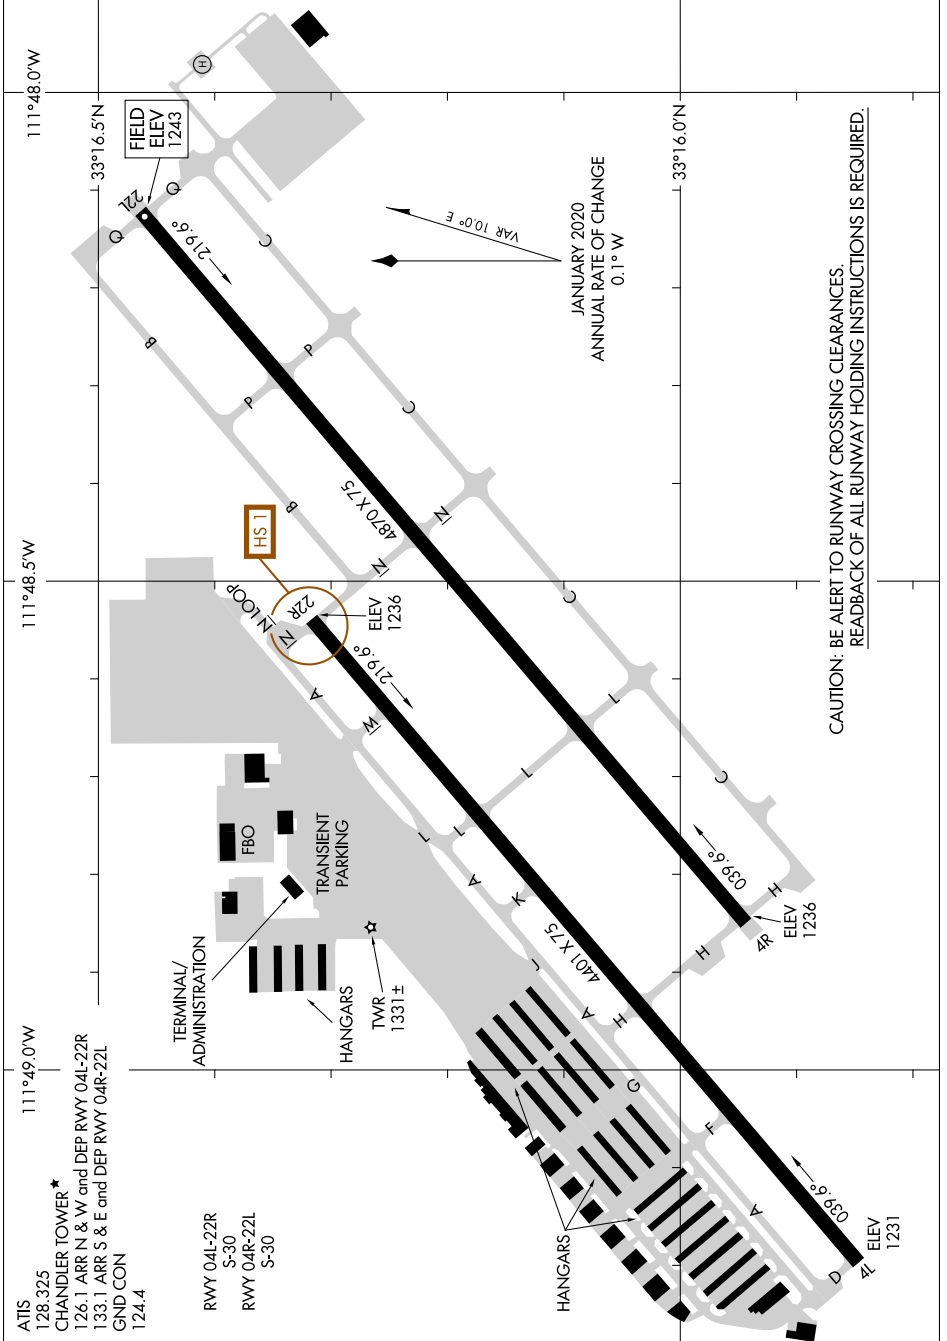 ATIS
128.325
CHANDLER TOWER★
126.1 ARR N & W and DEP RWY 04L-22R
133.1 ARR S & E and DEP RWY 04R-22L
GND CON
124.4
RWY 04L-22R
S-30
RWY 04R-22L
S-30
111°49.0'W
111°48.5'W
111°48.0'W
33°16.5'N
33°16.0'N
FIELD
ELEV
1243
22L
219.6°
Q
Q
H
C
B
P
P
C
B
4870 X 75
HS 1
N
N
N LOOP
N
22R
ELEV
1236
219.6°
A
M
L
L
C
C
L
L
A
K
J
4401 X 75
A
H
H
H
039.6°
4R
ELEV
1236
G
F
A
D
039.6°
4L
ELEV
1231
FBO
TRANSIENT
PARKING
TERMINAL/
ADMINISTRATION
HANGARS
TWR
1331±
HANGARS
VAR 10.0° E
JANUARY 2020
ANNUAL RATE OF CHANGE
0.1° W
CAUTION: BE ALERT TO RUNWAY CROSSING CLEARANCES.
READBACK OF ALL RUNWAY HOLDING INSTRUCTIONS IS REQUIRED.